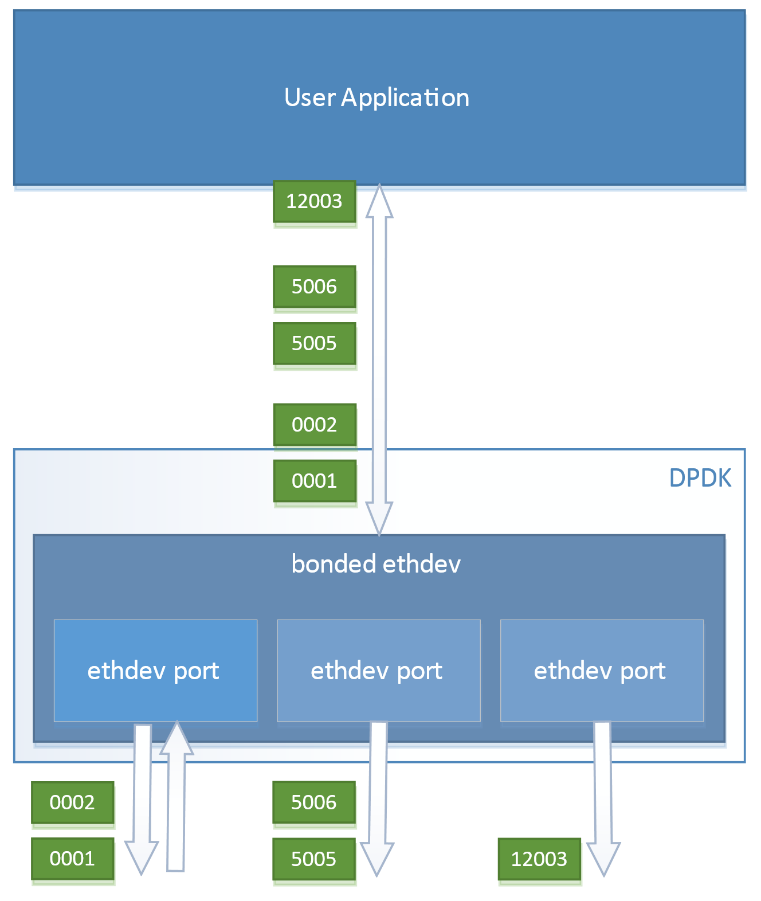 User Application
12003
5006
5005
0002
0001
DPDK
bonded ethdev
ethdev port
ethdev port
ethdev port
0002
5006
0001
5005
12003